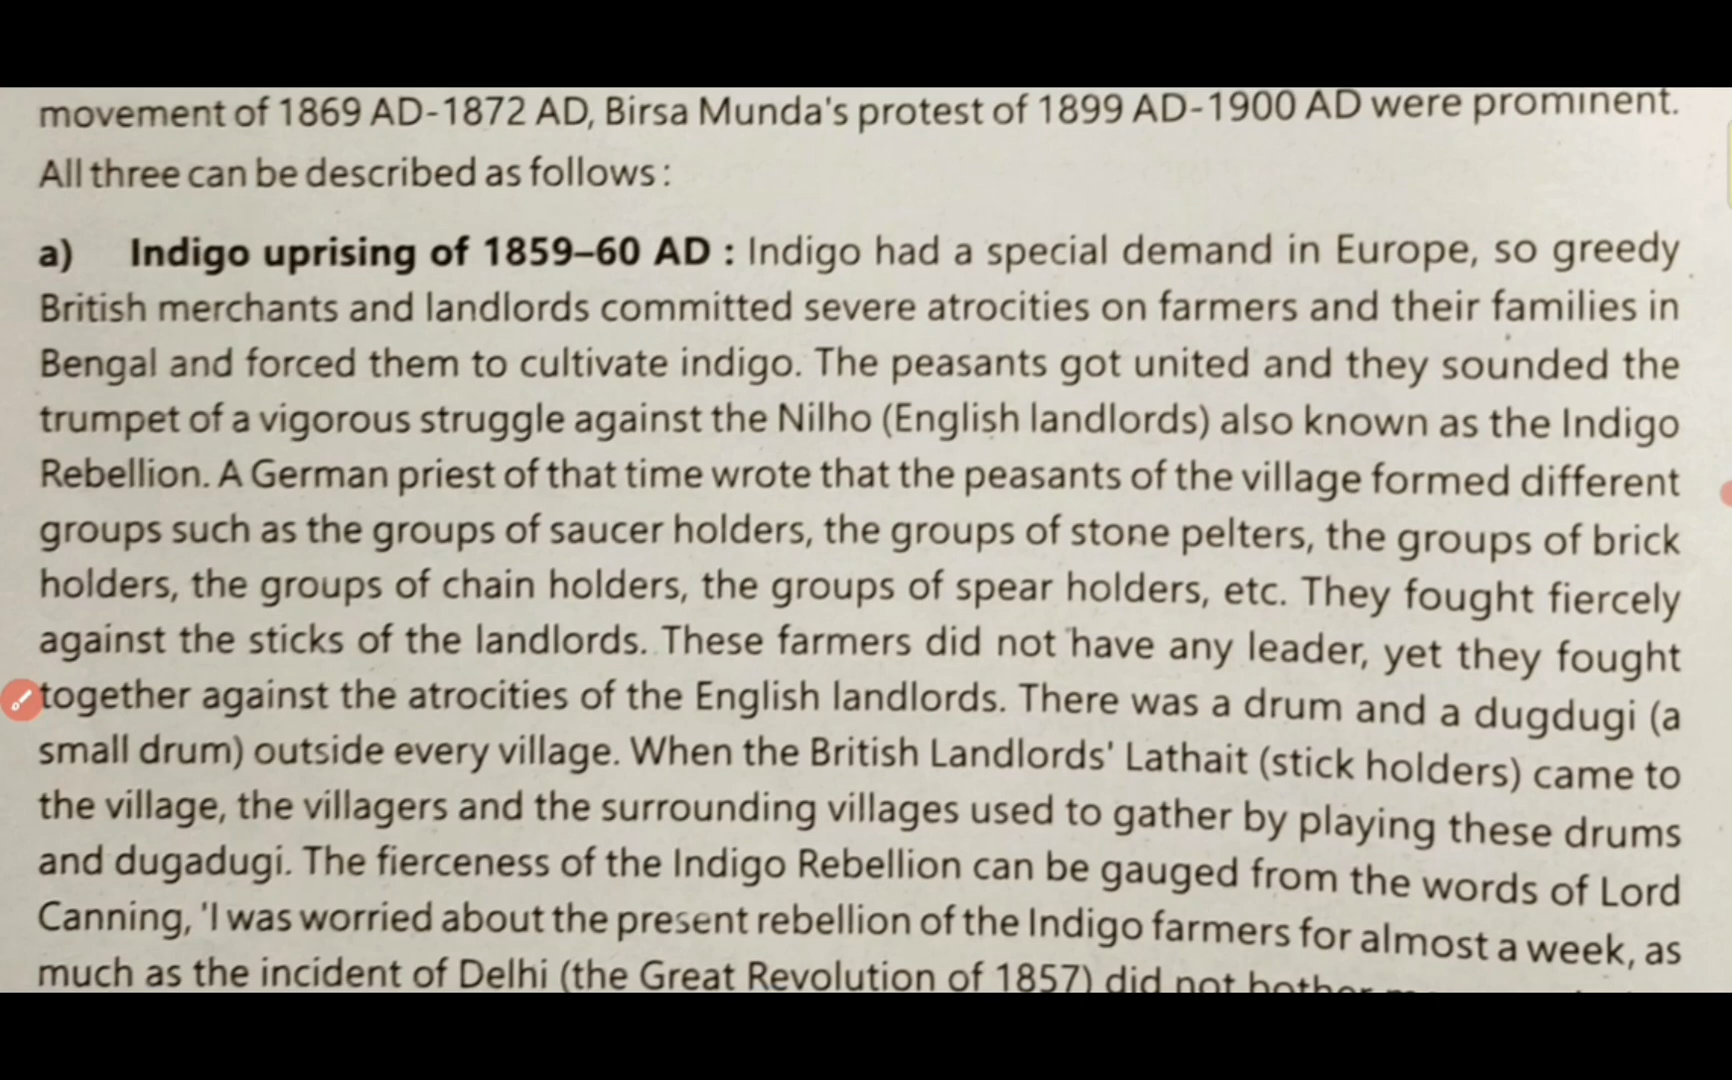 movement of 1869 AD-1872 AD, Birsa Munda's protest of 1899 AD-1900 AD were prominent.
All three can be described as follows :
a) Indigo uprising of 1859–60 AD : Indigo had a special demand in Europe, so greedy
British merchants and landlords committed severe atrocities on farmers and their families in
Bengal and forced them to cultivate indigo. The peasants got united and they sounded the
trumpet of a vigorous struggle against the Nilho (English landlords) also known as the Indigo
Rebellion. A German priest of that time wrote that the peasants of the village formed different
groups such as the groups of saucer holders, the groups of stone pelters, the groups of brick
holders, the groups of chain holders, the groups of spear holders, etc. They fought fiercely
against the sticks of the landlords. These farmers did not have any leader, yet they fought
together against the atrocities of the English landlords. There was a drum and a dugdugi (a
small drum) outside every village. When the British Landlords' Lathait (stick holders) came to
the village, the villagers and the surrounding villages used to gather by playing these drums
and dugadugi. The fierceness of the Indigo Rebellion can be gauged from the words of Lord
Canning, 'I was worried about the present rebellion of the Indigo farmers for almost a week, as
much as the incident of Delhi (the Great Revolution of 1857) did not bother